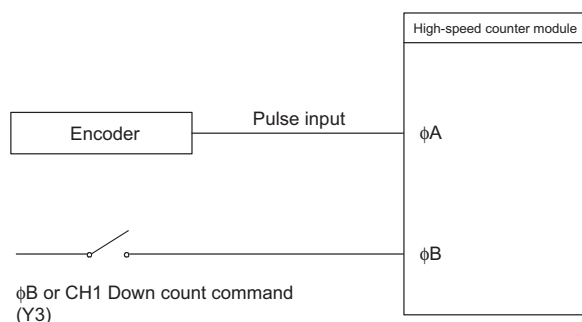 High-speed counter module
Encoder
Pulse input
ϕA
ϕB
ϕB or CH1 Down count command
(Y3)